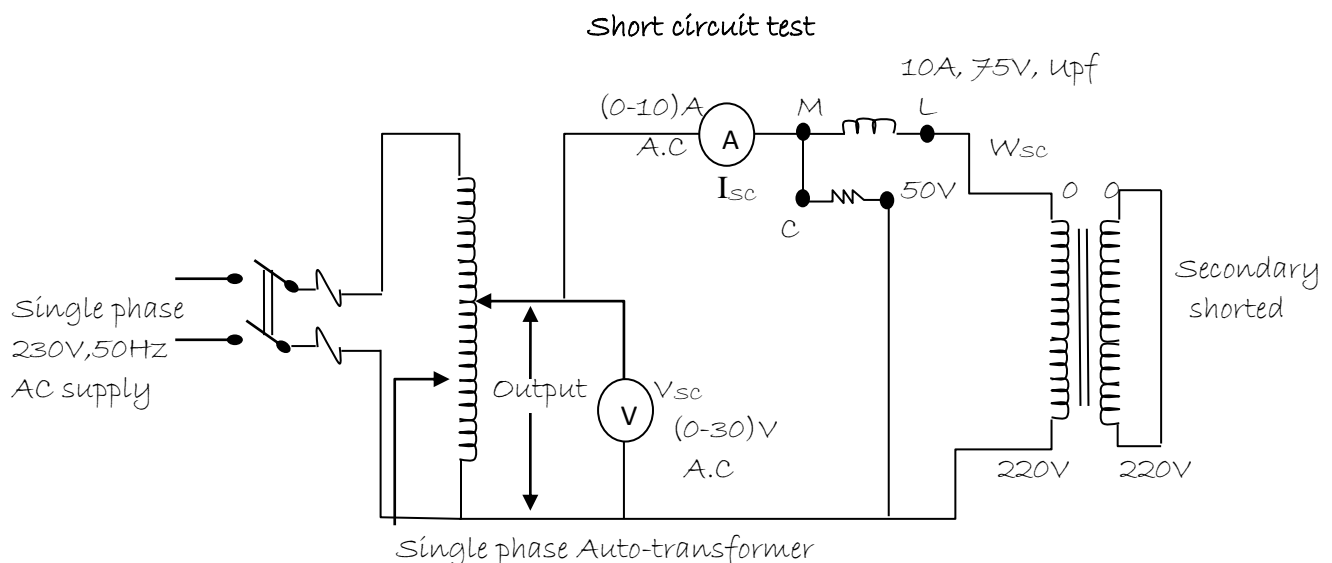 Short circuit test
10A, 75V, Upf
(0-10)A
A.C
A
Isc
M
L
Wsc
C
50V
0
0
Single phase
230V,50Hz
AC supply
Output
V
Vsc
(0-30)V
A.C
Secondary
shorted
220V
220V
Single phase Auto-transformer